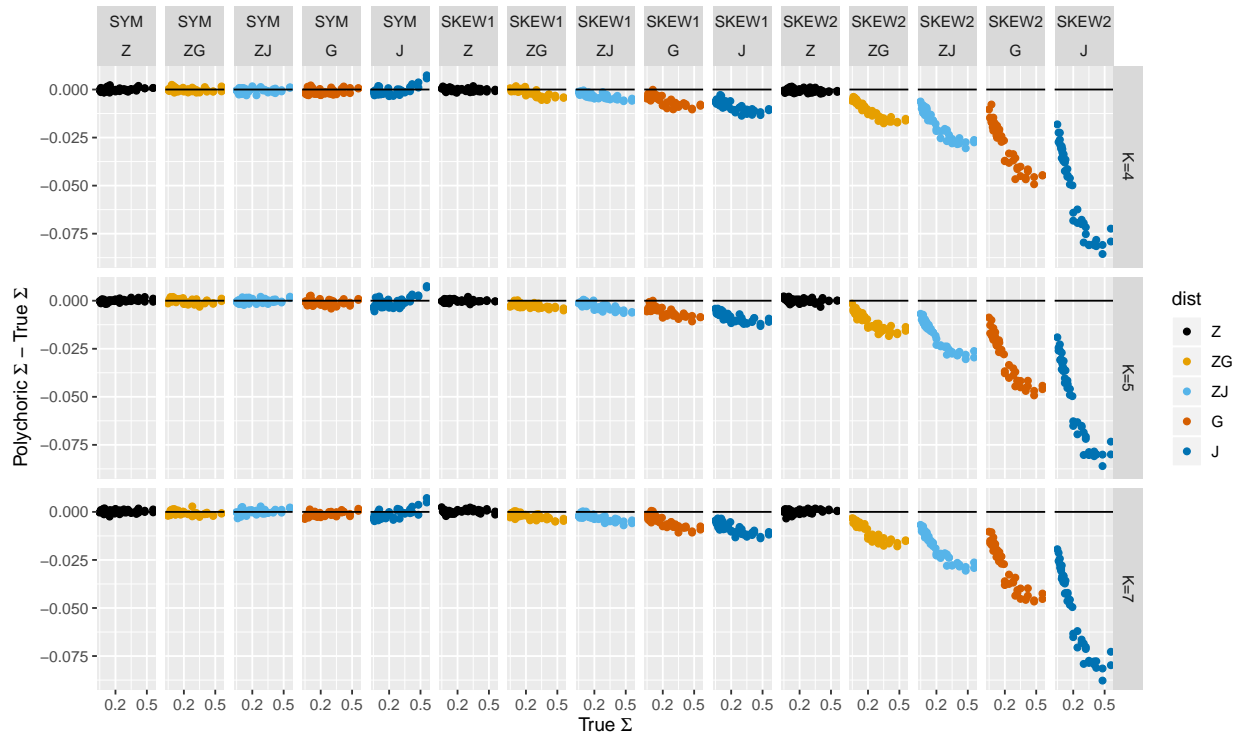 SYM SYM SYM SYM SYM SKEW1 SKEW1 SKEW1 SKEW1 SKEW1 SKEW2 SKEW2 SKEW2 SKEW2 SKEW2
Z ZG ZJ G J Z ZG ZJ G J Z ZG ZJ G J
0.000
−0.025
−0.050
−0.075
K=4
0.000
−0.025
−0.050
−0.075
K=5
0.000
−0.025
−0.050
−0.075
K=7
0.2 0.5 0.2 0.5 0.2 0.5 0.2 0.5 0.2 0.5 0.2 0.5 0.2 0.5 0.2 0.5 0.2 0.5 0.2 0.5 0.2 0.5 0.2 0.5 0.2 0.5 0.2 0.5 0.2 0.5
True Σ
Polychoric Σ − True Σ
dist
Z
ZG
ZJ
G
J